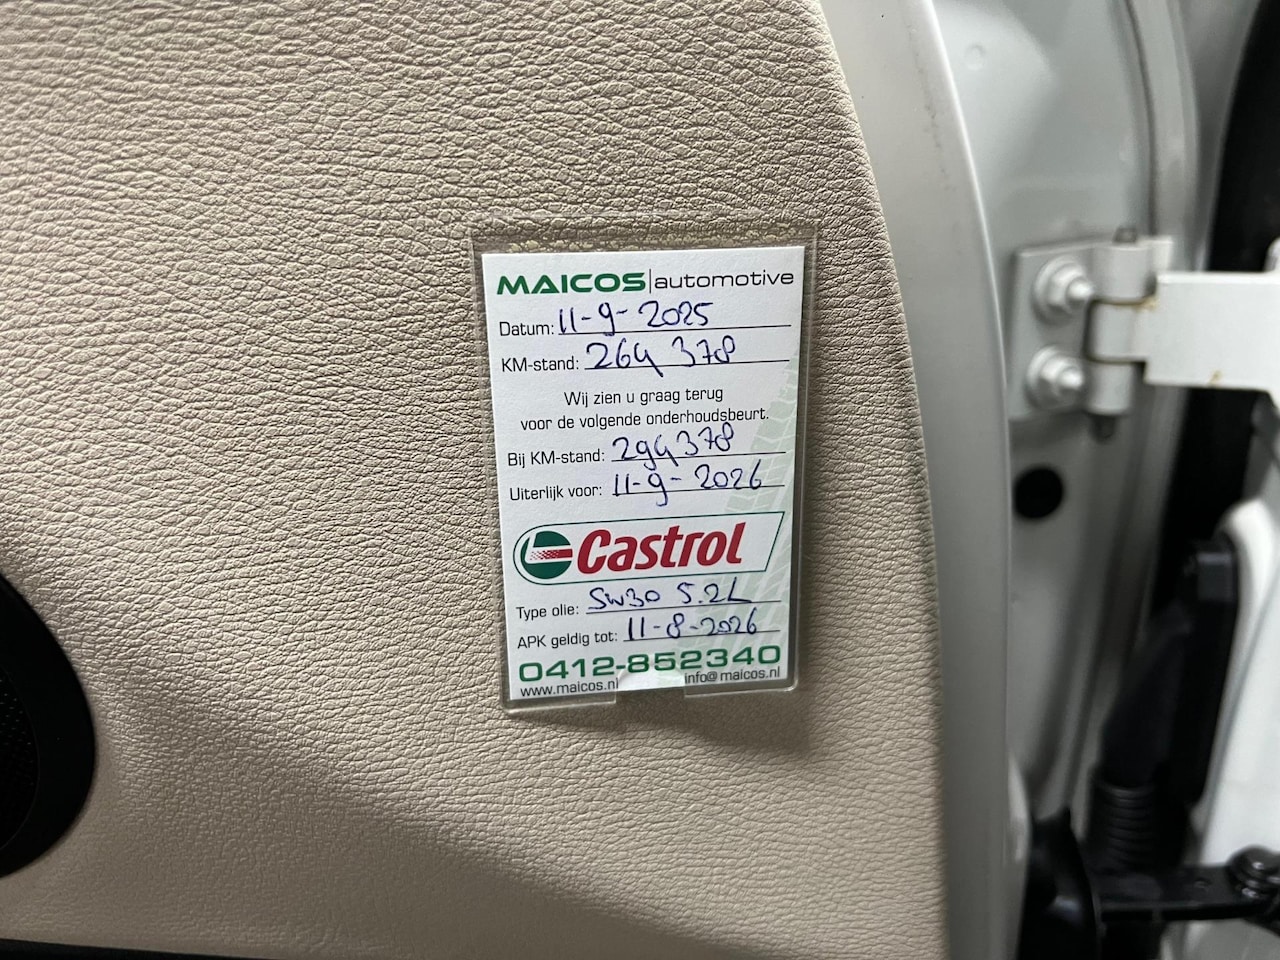 MAICOS|automotive
Datum: 11-9-2025
KM-stand: 264 378
Wij zien u graag terug
voor de volgende onderhoudsbeurt.
Bij KM-stand: 294378
Uiterlijk voor: 11-9-2026
Castrol
Type olie: 5w30 5.2L
APK geldig tot: 11-8-2026
0412-852340
www.maicos.nl info@maicos.nl